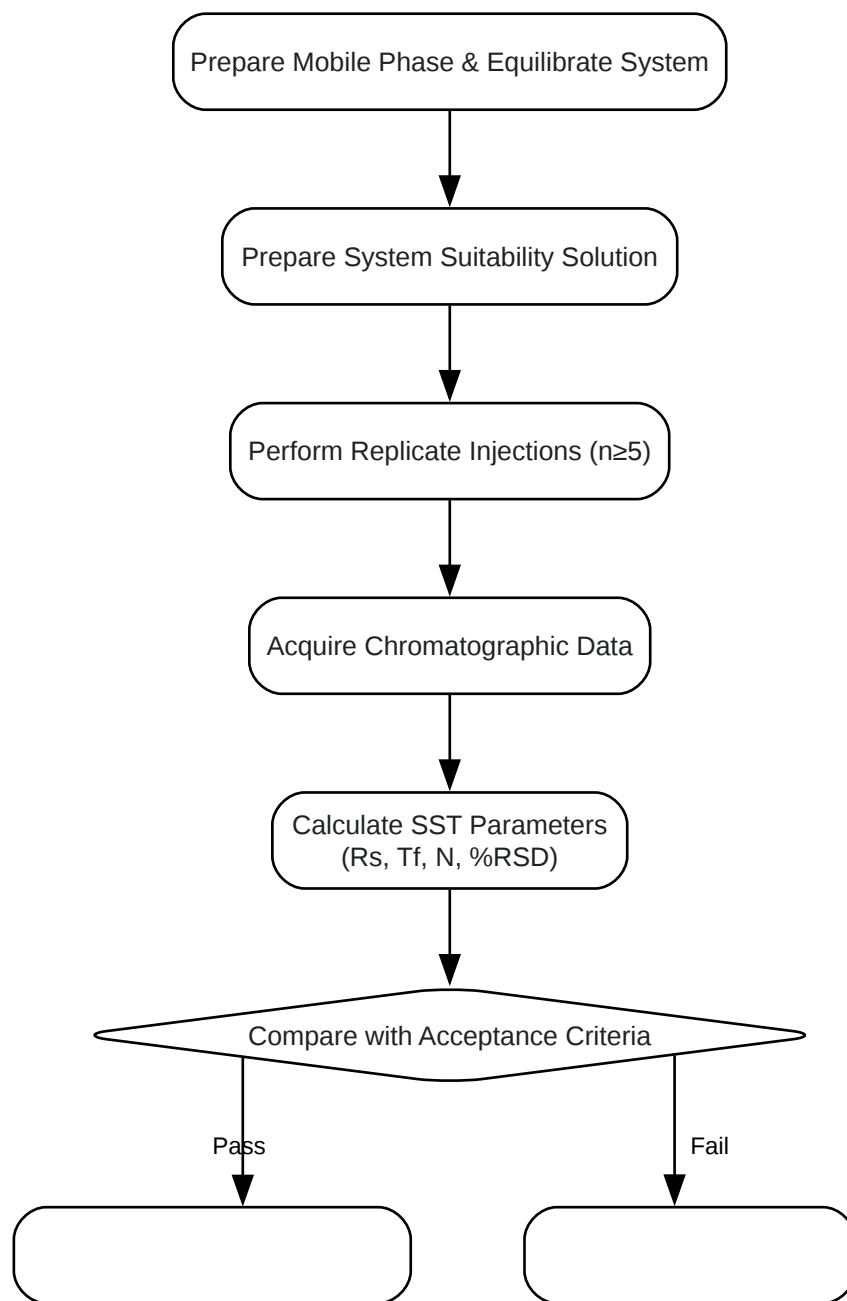 Prepare Mobile Phase & Equilibrate System
Prepare System Suitability Solution
Perform Replicate Injections (n≥5)
Acquire Chromatographic Data
Calculate SST Parameters
(Rs, Tf, N, %RSD)
Compare with Acceptance Criteria
Pass
Fail